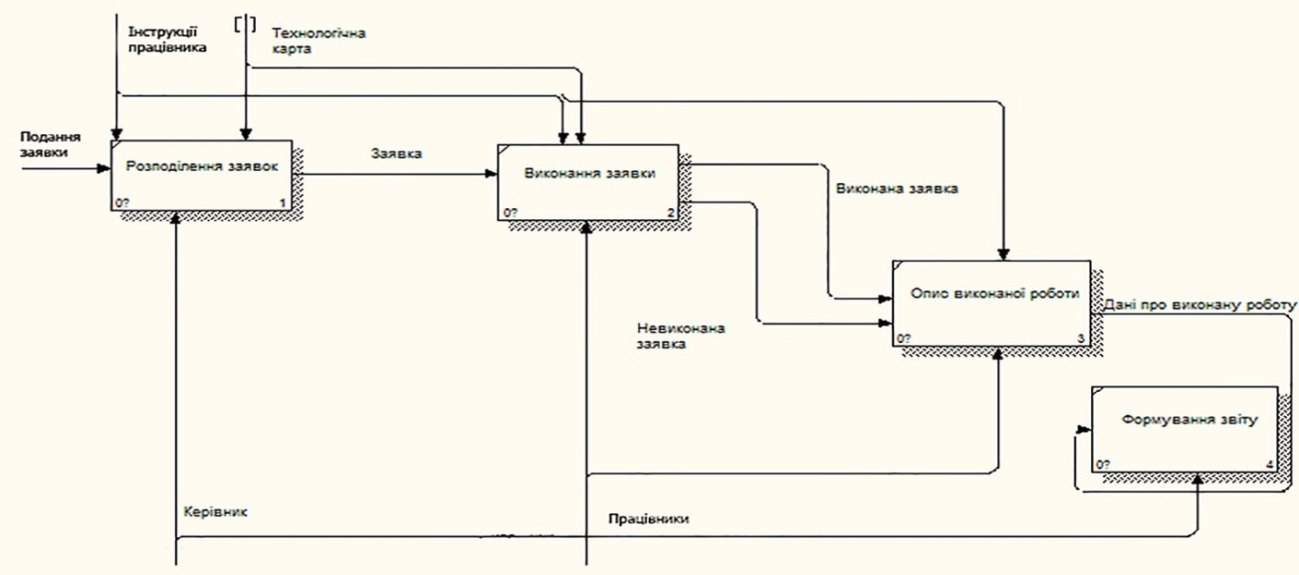 Інструкції
працівника
Технологічна
карта
Подання
заявки
Розподілення заявок
0?
1
Заявка
Виконання заявки
0?
2
Виконана заявка
Невиконана
заявка
Опис виконаної роботи
0?
3
Дані про виконану роботу
Формування звіту
0?
4
Керівник
Працівники